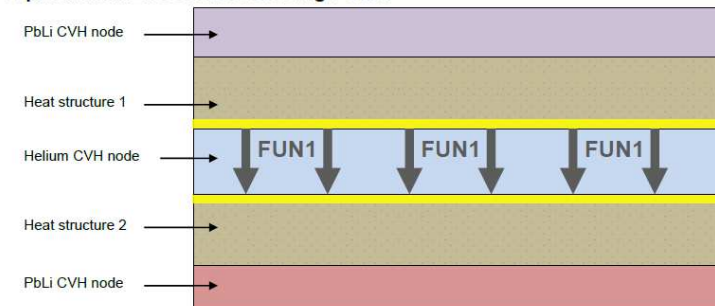 PbLi CVH node
Heat structure 1
FUN1 FUN1 FUN1
Helium CVH node
Heat structure 2
PbLi CVH node